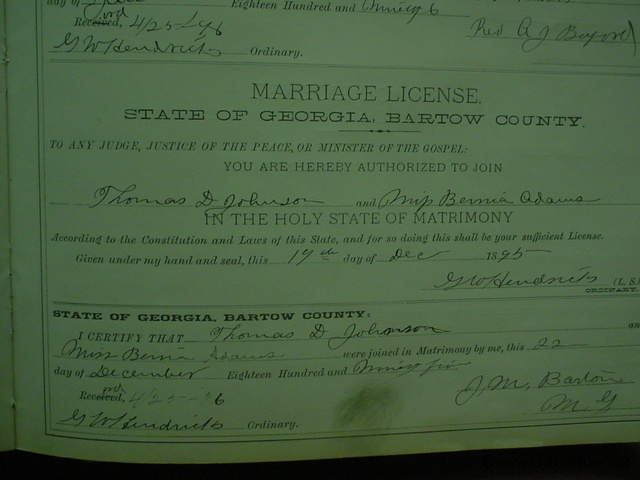 day of Eighteen Hundred and Ninety 6
Received, 4/25-96 Rev A J Buford
G W Hendricks Ordinary.
MARRIAGE LICENSE.
STATE OF GEORGIA, BARTOW COUNTY.
TO ANY JUDGE, JUSTICE OF THE PEACE, OR MINISTER OF THE GOSPEL:
YOU ARE HEREBY AUTHORIZED TO JOIN
Thomas D Johnson and Miss Bernia Adams
IN THE HOLY STATE OF MATRIMONY
According to the Constitution and Laws of this State, and for so doing this shall be your sufficient License.
Given under my hand and seal, this 19th day of Dec 1895
G W Hendricks (L. S.)
ORDINARY.
STATE OF GEORGIA, BARTOW COUNTY:
I CERTIFY THAT Thomas D Johnson an
Miss Bernia Adams were joined in Matrimony by me, this 22
day of December Eighteen Hundred and Ninety five
Received, 4/25-96 J. M. Barton
M G
G W Hendricks Ordinary.